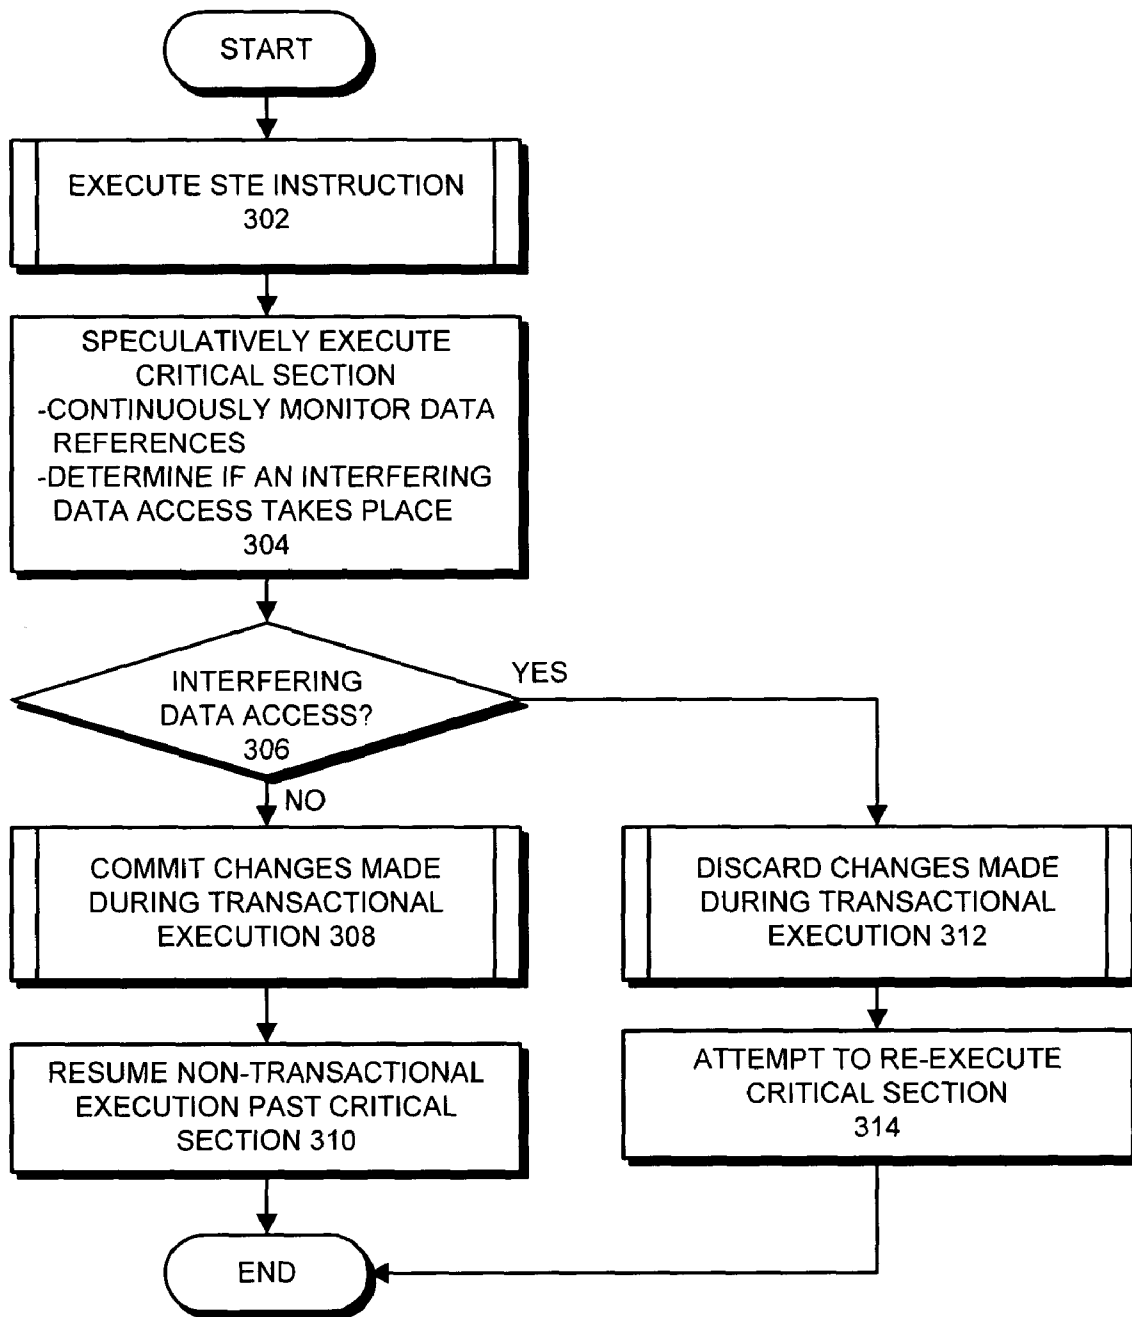 START
EXECUTE STE INSTRUCTION
302
SPECULATIVELY EXECUTE
CRITICAL SECTION
-CONTINUOUSLY MONITOR DATA
REFERENCES
-DETERMINE IF AN INTERFERING
DATA ACCESS TAKES PLACE
304
INTERFERING
DATA ACCESS?
306
YES
NO
COMMIT CHANGES MADE
DURING TRANSACTIONAL
EXECUTION 308
DISCARD CHANGES MADE
DURING TRANSACTIONAL
EXECUTION 312
RESUME NON-TRANSACTIONAL
EXECUTION PAST CRITICAL
SECTION 310
ATTEMPT TO RE-EXECUTE
CRITICAL SECTION
314
END